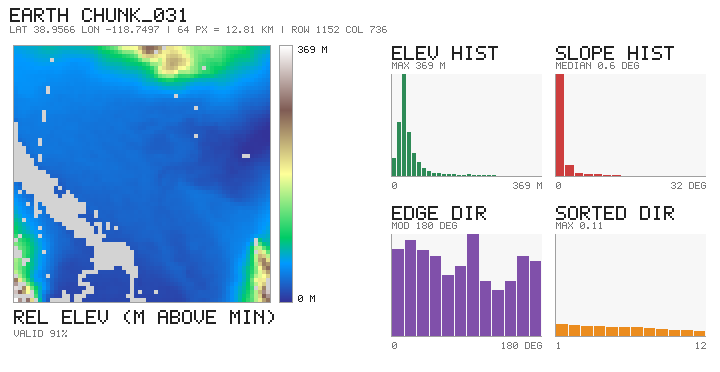 EARTH CHUNK_031
LAT 38.9566 LON -118.7497 | 64 PX = 12.81 KM | ROW 1152 COL 736
369 M
0 M
REL ELEV (M ABOVE MIN)
VALID 91%
ELEV HIST
MAX 369 M
0 369 M
SLOPE HIST
MEDIAN 0.6 DEG
0 32 DEG
EDGE DIR
MOD 180 DEG
0 180 DEG
SORTED DIR
MAX 0.11
1 12